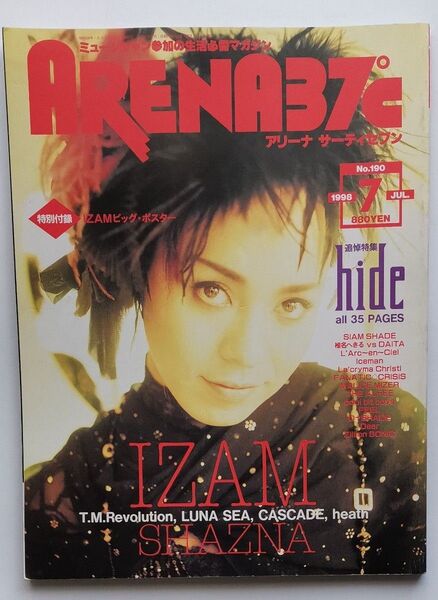 ミュージシャン参加の生活必需マガジン
ARENA37℃
アリーナ サーティセブン
No.190
1998 7 JUL.
880YEN
特別付録 IZAMビッグ・ポスター
追悼特集
hide
all 35 PAGES
SIAM SHADE
椎名へきる vs DAITA
L'Arc~en~Ciel
Iceman
La'cryma Christi
FANATIC◇CRISIS
Dear
Zillion SONIC
IZAM
T.M.Revolution, LUNA SEA, CASCADE, heath
SHAZNA